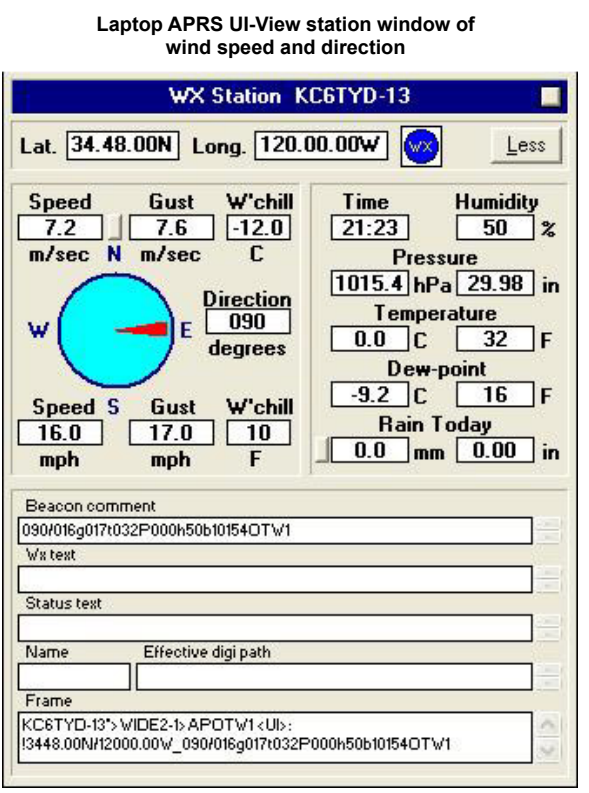 Laptop APRS UI-View station window of
wind speed and direction
WX Station KC6TYD-13
Lat. 34.48.00N Long. 120.00.00W WX Less
Speed Gust W'chill
7.2 7.6 -12.0
m/sec N m/sec C
W E
Direction
090
degrees
Speed S Gust W'chill
16.0 17.0 10
mph mph F
Time Humidity
21:23 50 %
Pressure
1015.4 hPa 29.98 in
Temperature
0.0 C 32 F
Dew-point
-9.2 C 16 F
Rain Today
0.0 mm 0.00 in
Beacon comment
090/016g017t032P000h50b10154OTW1
Wx text
Status text
Name Effective digi path
Frame
KC6TYD-13*>WIDE2-1>APOTW1<UI>:
!3448.00N/12000.00W_090/016g017t032P000h50b10154OTW1